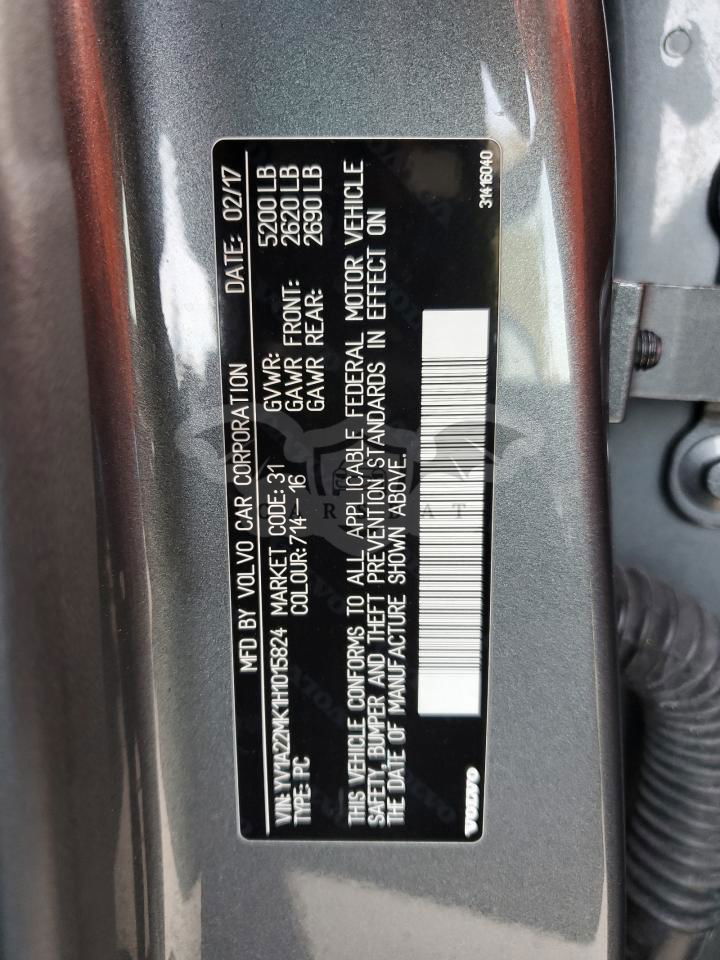 MFD BY VOLVO CAR CORPORATION DATE: 02/17
VIN: YV1A22MK1H1015824 MARKET CODE: 31 GVWR: 5200 LB
TYPE: PC COLOUR: 714-16 GAWR FRONT: 2620 LB
GAWR REAR: 2690 LB
THIS VEHICLE CONFORMS TO ALL APPLICABLE FEDERAL MOTOR VEHICLE
SAFETY, BUMPER AND THEFT PREVENTION STANDARDS IN EFFECT ON
THE DATE OF MANUFACTURE SHOWN ABOVE.
VOLVO
31416040